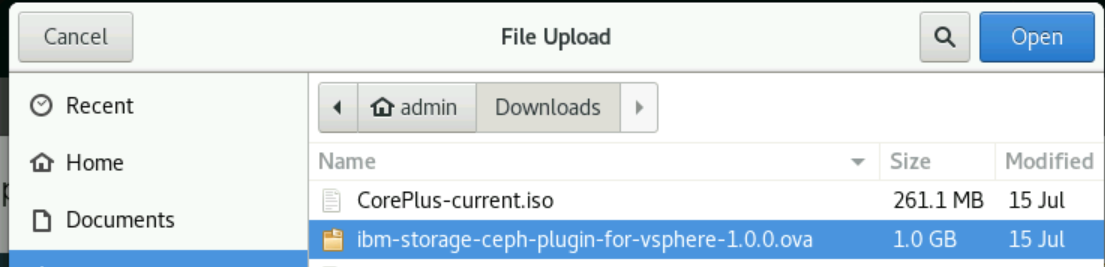 Cancel File Upload Open
Recent
Home
Documents
admin Downloads
Name Size Modified
CorePlus-current.iso 261.1 MB 15 Jul
ibm-storage-ceph-plugin-for-vsphere-1.0.0.ova 1.0 GB 15 Jul